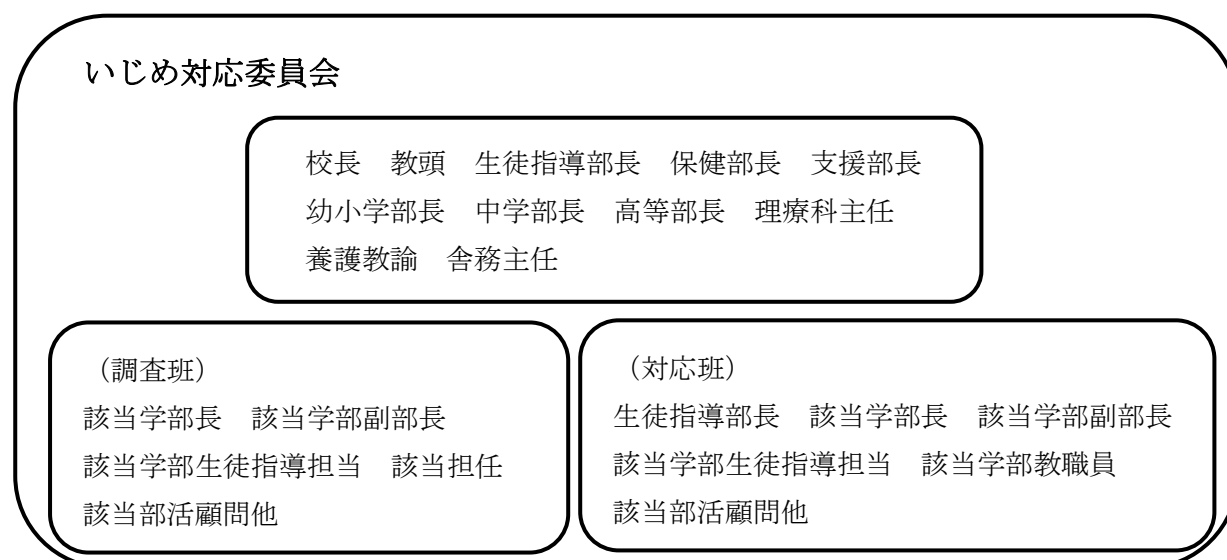 いじめ対応委員会
校長　教頭　生徒指導部長　保健部長　支援部長
幼小学部長　中学部長　高等部長　理療科主任
養護教諭　舎務主任
（調査班）
該当学部長　該当学部副部長
該当学部生徒指導担当　該当担任
該当部活顧問他
（対応班）
生徒指導部長　該当学部長　該当学部副部長
該当学部生徒指導担当　該当学部教職員
該当部活顧問他